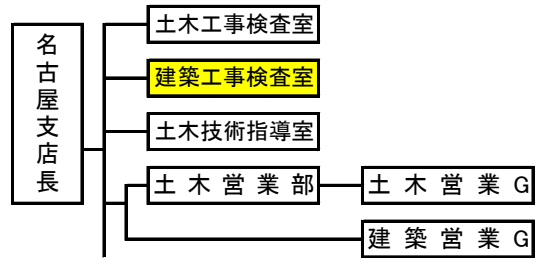 名古屋支店長
土木工事検査室
建築工事検査室
土木技術指導室
土木営業部
土木営業G
建築営業G